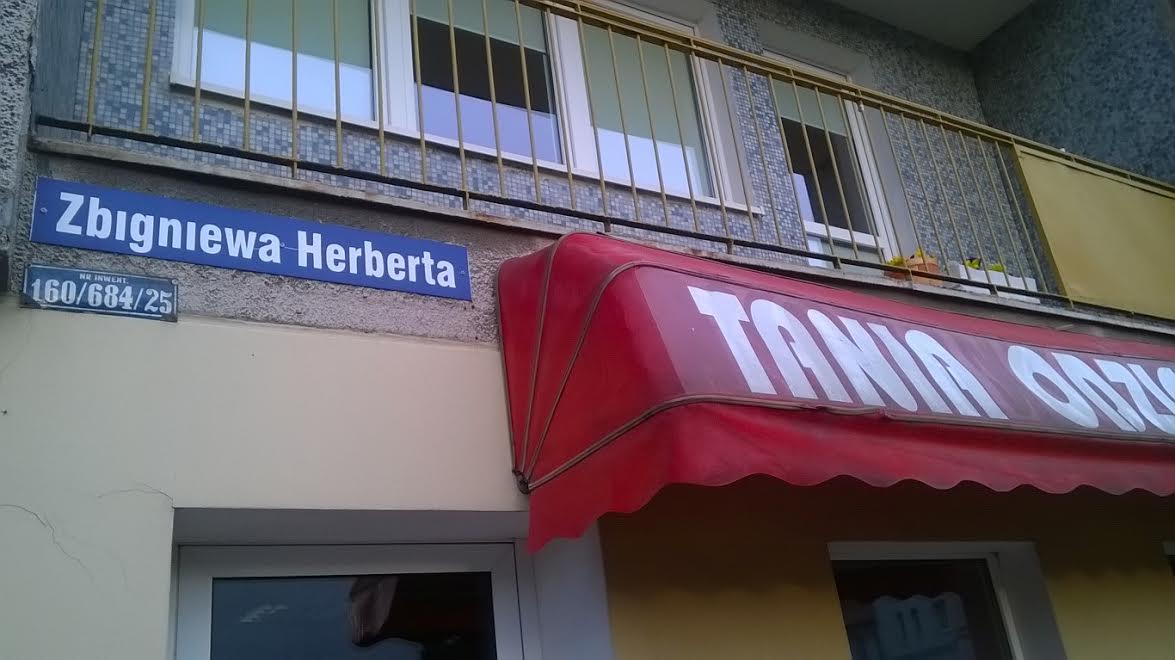 Zbigniewa Herberta
NR INWENT.
160/684/25
TANIA